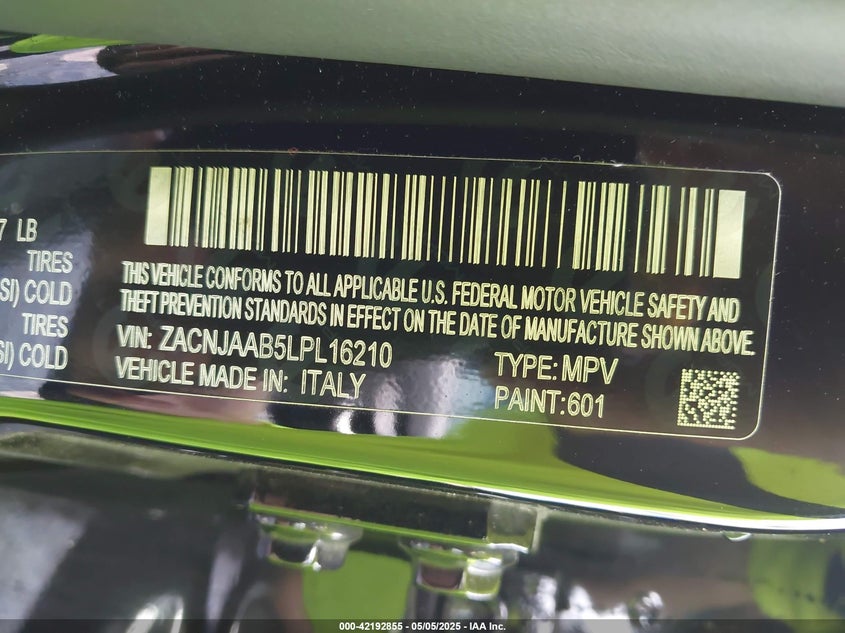 7 LB
TIRES
SI) COLD
TIRES
SI) COLD
THIS VEHICLE CONFORMS TO ALL APPLICABLE U.S. FEDERAL MOTOR VEHICLE SAFETY AND
THEFT PREVENTION STANDARDS IN EFFECT ON THE DATE OF MANUFACTURE SHOWN ABOVE.
VIN: ZACNJAAB5LPL16210
TYPE: MPV
VEHICLE MADE IN: ITALY
PAINT: 601
000-42192855 - 05/05/2025 - IAA Inc.